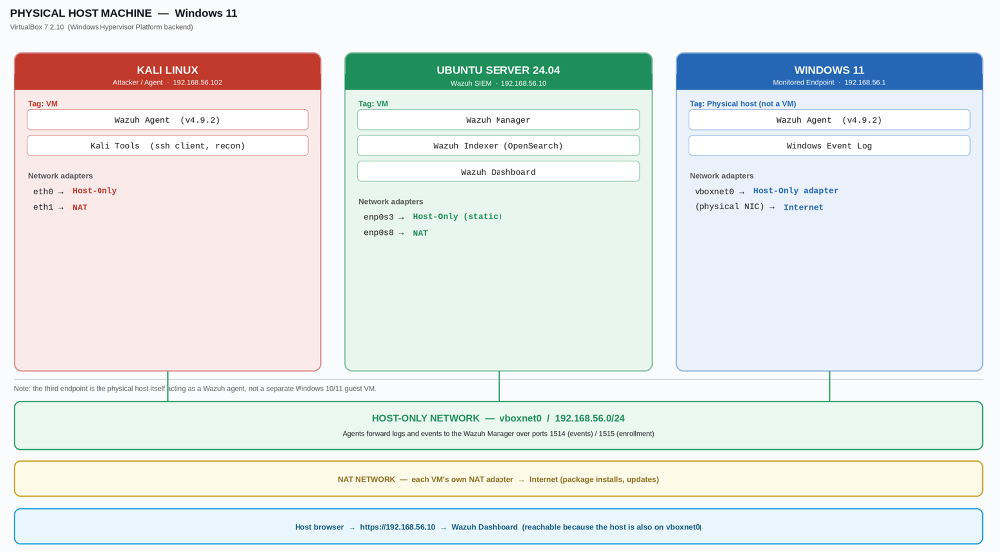 PHYSICAL HOST MACHINE — Windows 11
VirtualBox 7.2.10 (Windows Hypervisor Platform backend)
KALI LINUX
Attacker / Agent · 192.168.56.102
Tag: VM
Wazuh Agent (v4.9.2)
Kali Tools (ssh client, recon)
Network adapters
eth0 → Host-Only
eth1 → NAT
UBUNTU SERVER 24.04
Wazuh SIEM · 192.168.56.10
Tag: VM
Wazuh Manager
Wazuh Indexer (OpenSearch)
Wazuh Dashboard
Network adapters
enp0s3 → Host-Only (static)
enp0s8 → NAT
WINDOWS 11
Monitored Endpoint · 192.168.56.1
Tag: Physical host (not a VM)
Wazuh Agent (v4.9.2)
Windows Event Log
Network adapters
vboxnet0 → Host-Only adapter
(physical NIC) → Internet
Note: the third endpoint is the physical host itself acting as a Wazuh agent, not a separate Windows 10/11 guest VM.
HOST-ONLY NETWORK — vboxnet0 / 192.168.56.0/24
Agents forward logs and events to the Wazuh Manager over ports 1514 (events) / 1515 (enrollment)
NAT NETWORK — each VM's own NAT adapter → Internet (package installs, updates)
Host browser → https://192.168.56.10 → Wazuh Dashboard (reachable because the host is also on vboxnet0)